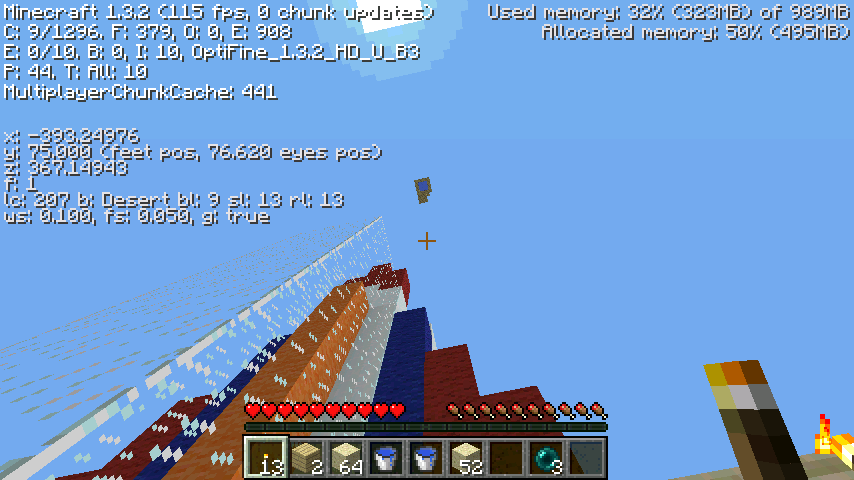 Minecraft 1.3.2 (115 fps, 0 chunk updates)
C: 9/1296. F: 379, O: 0, E: 908
E: 0/10. B: 0, I: 10, OptiFine_1.3.2_HD_U_B3
P: 44. T: All: 10
MultiplayerChunkCache: 441
Used memory: 32% (323MB) of 989MB
Allocated memory: 50% (495MB)
x: -393.24976
y: 75.000 (feet pos, 76.620 eyes pos)
z: 367.14943
f: 1
lc: 207 b: Desert bl: 9 sl: 13 rl: 13
ws: 0.100, fs: 0.050, g: true
13 2 64 52 3